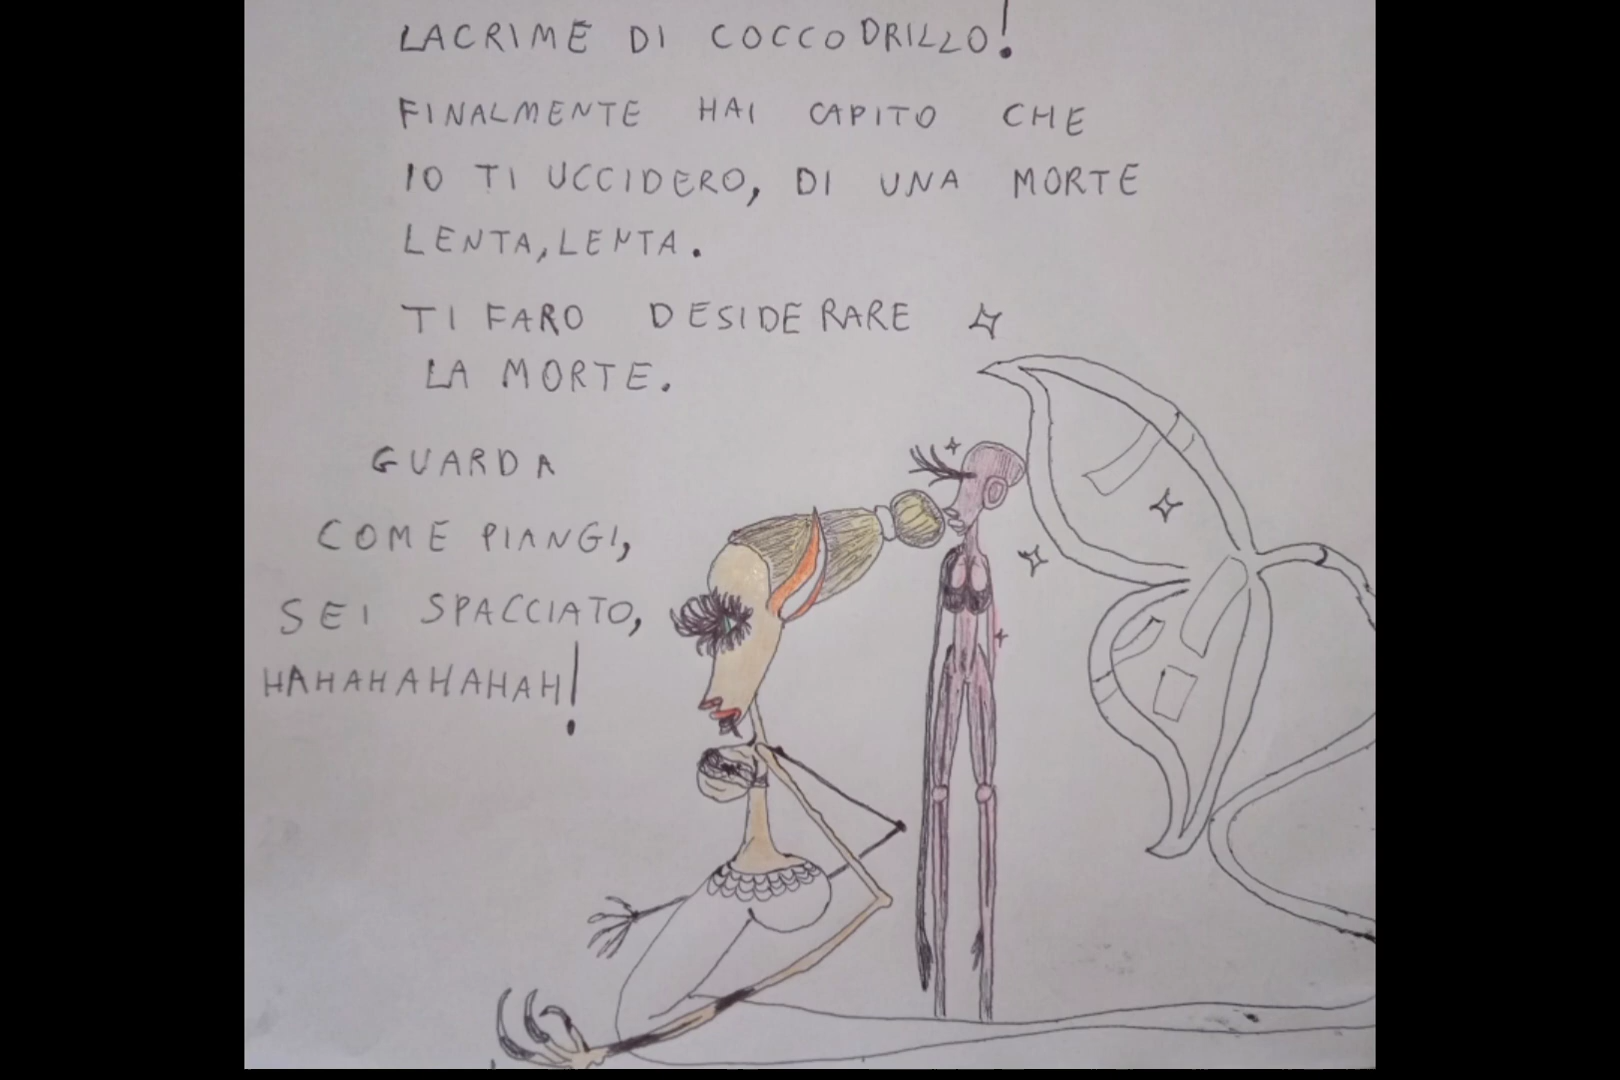 LACRIME DI COCCODRILLO!
FINALMENTE HAI CAPITO CHE
IO TI UCCIDERO, DI UNA MORTE
LENTA, LENTA.
TI FARO DESIDERARE
LA MORTE.
GUARDA
COME PIANGI,
SEI SPACCIATO,
HAHAHAHAHAH!